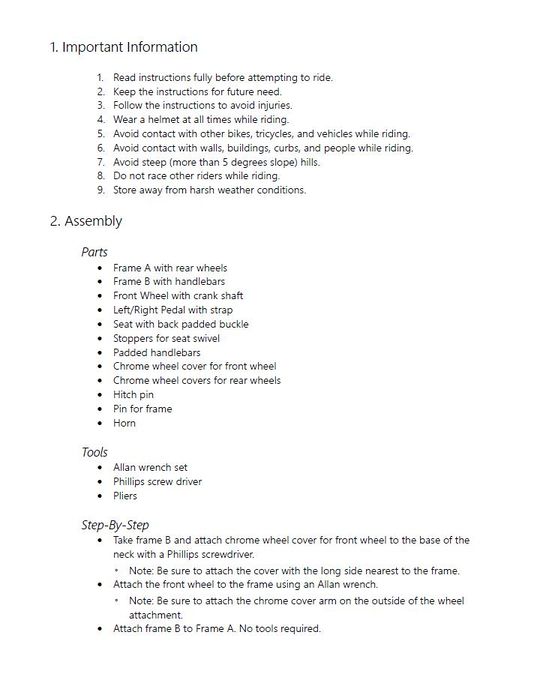 1. Important Information
1. Read instructions fully before attempting to ride.
2. Keep the instructions for future need.
3. Follow the instructions to avoid injuries.
4. Wear a helmet at all times while riding.
5. Avoid contact with other bikes, tricycles, and vehicles while riding.
6. Avoid contact with walls, buildings, curbs, and people while riding.
7. Avoid steep (more than 5 degrees slope) hills.
8. Do not race other riders while riding.
9. Store away from harsh weather conditions.
2. Assembly
Parts
• Frame A with rear wheels
• Frame B with handlebars
• Front Wheel with crank shaft
• Left/Right Pedal with strap
• Seat with back padded buckle
• Stoppers for seat swivel
• Padded handlebars
• Chrome wheel cover for front wheel
• Chrome wheel covers for rear wheels
• Hitch pin
• Pin for frame
• Horn
Tools
• Allan wrench set
• Phillips screw driver
• Pliers
Step-By-Step
• Take frame B and attach chrome wheel cover for front wheel to the base of the
neck with a Phillips screwdriver.
• Note: Be sure to attach the cover with the long side nearest to the frame.
• Attach the front wheel to the frame using an Allan wrench.
• Note: Be sure to attach the chrome cover arm on the outside of the wheel
attachment.
• Attach frame B to Frame A. No tools required.